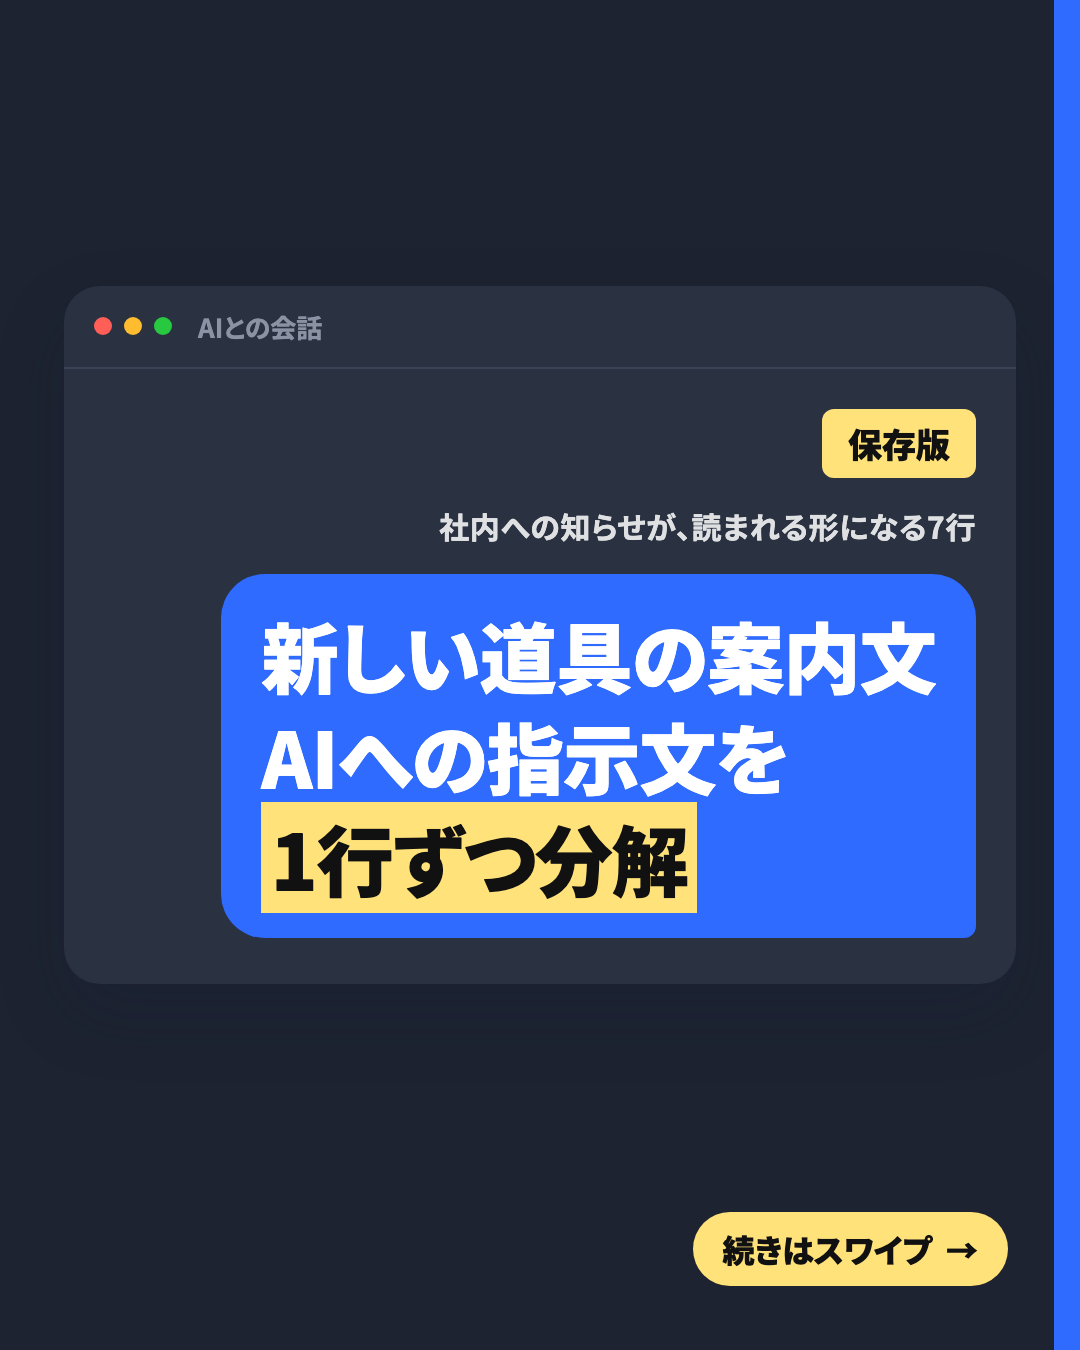 AIとの会話
保存版
社内への知らせが、読まれる形になる7行
新しい道具の案内文
AIへの指示文を
1行ずつ分解
続きはスワイプ →